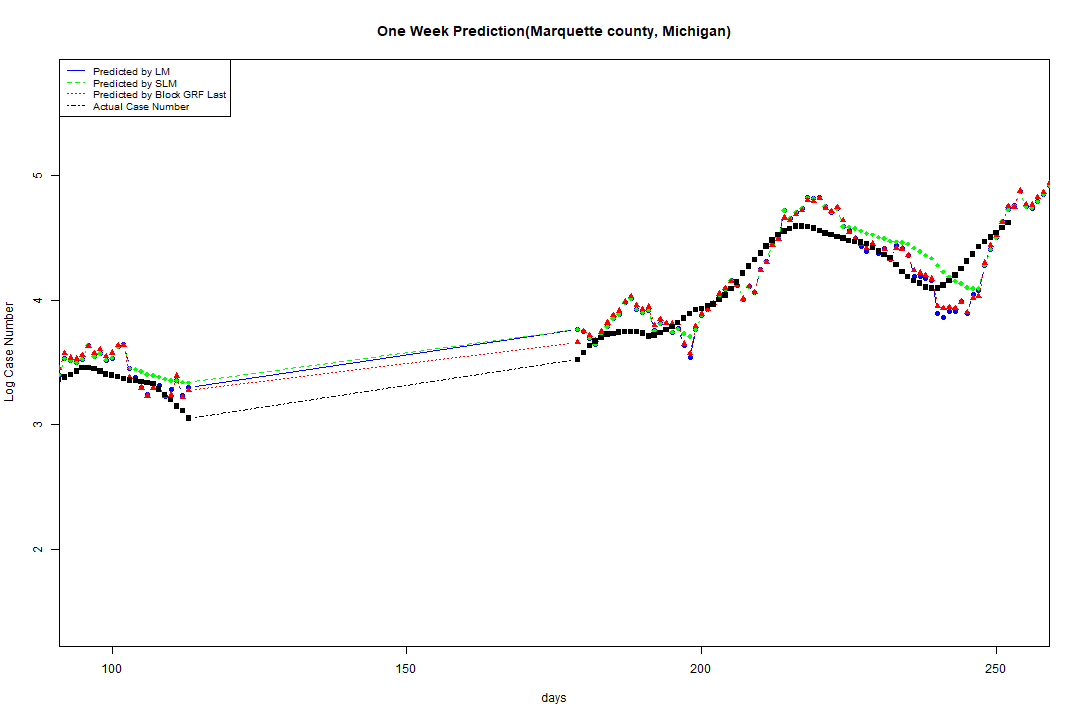 One Week Prediction(Marquette county, Michigan)
Predicted by LM
Predicted by SLM
Predicted by Block GRF Last
Actual Case Number
5
4
3
2
Log Case Number
100
150
200
250
days